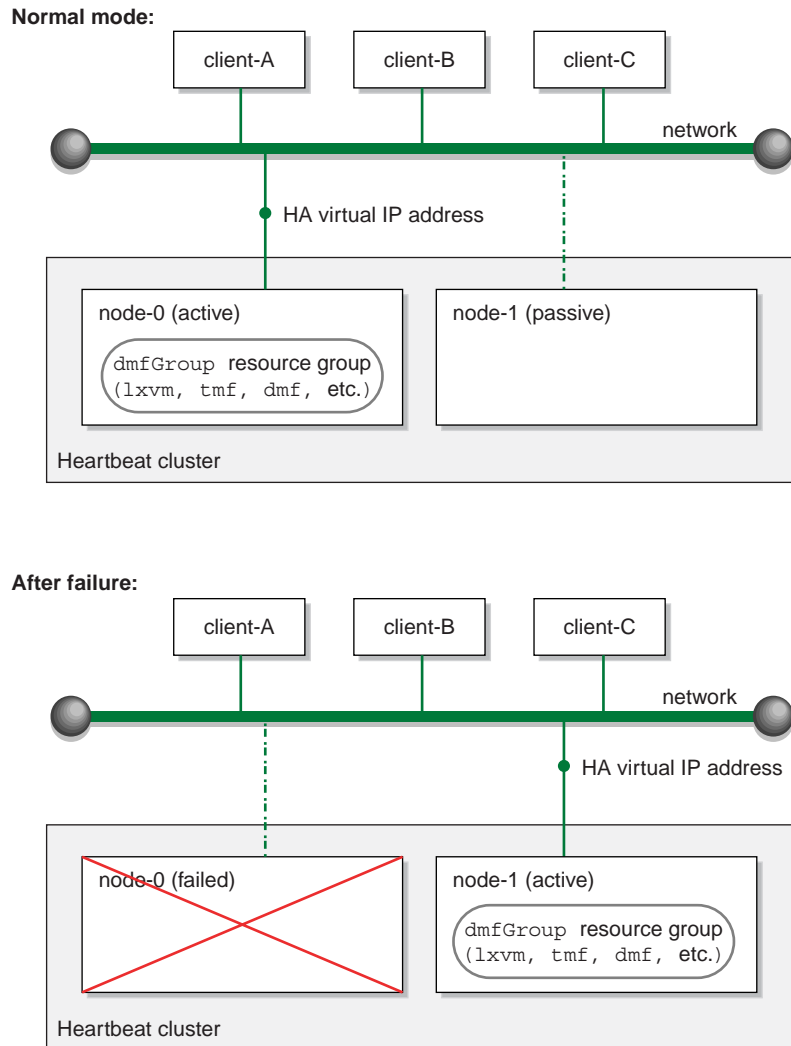 Normal mode:
client-A
client-B
client-C
network
HA virtual IP address
node-0 (active)
dmfGroup resource group
(lxvm, tmf, dmf, etc.)
node-1 (passive)
Heartbeat cluster
After failure:
client-A
client-B
client-C
network
HA virtual IP address
node-0 (failed)
node-1 (active)
dmfGroup resource group
(lxvm, tmf, dmf, etc.)
Heartbeat cluster